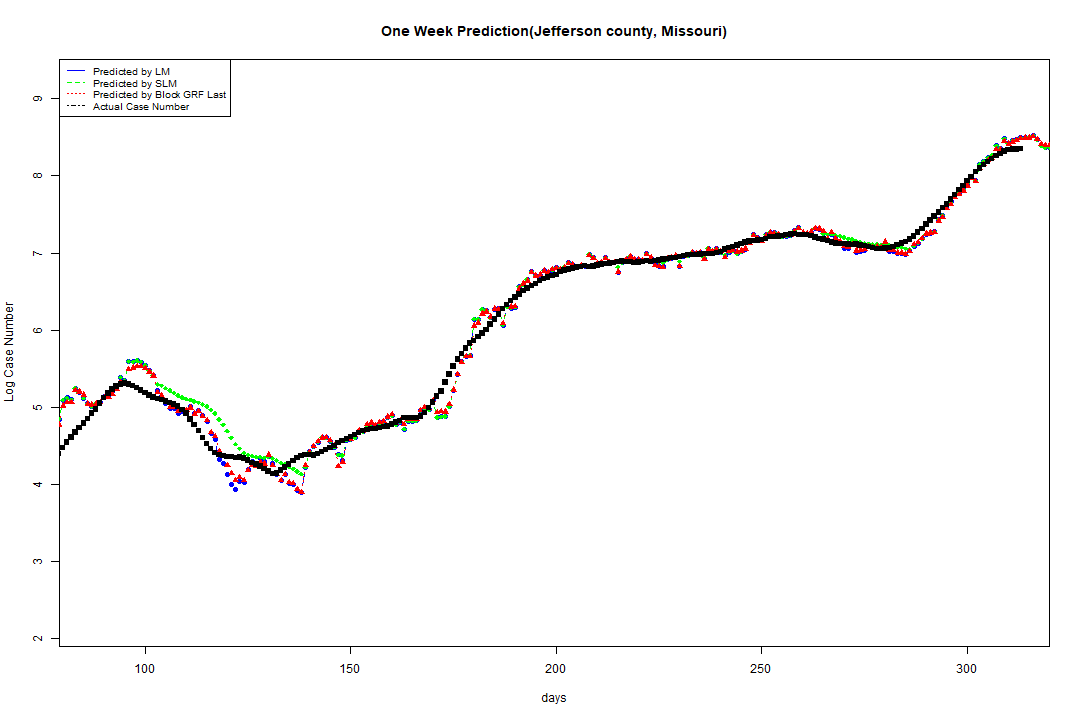 One Week Prediction(Jefferson county, Missouri)
Predicted by LM
Predicted by SLM
Predicted by Block GRF Last
Actual Case Number
Log Case Number
9
8
7
6
5
4
3
2
100 150 200 250 300
days